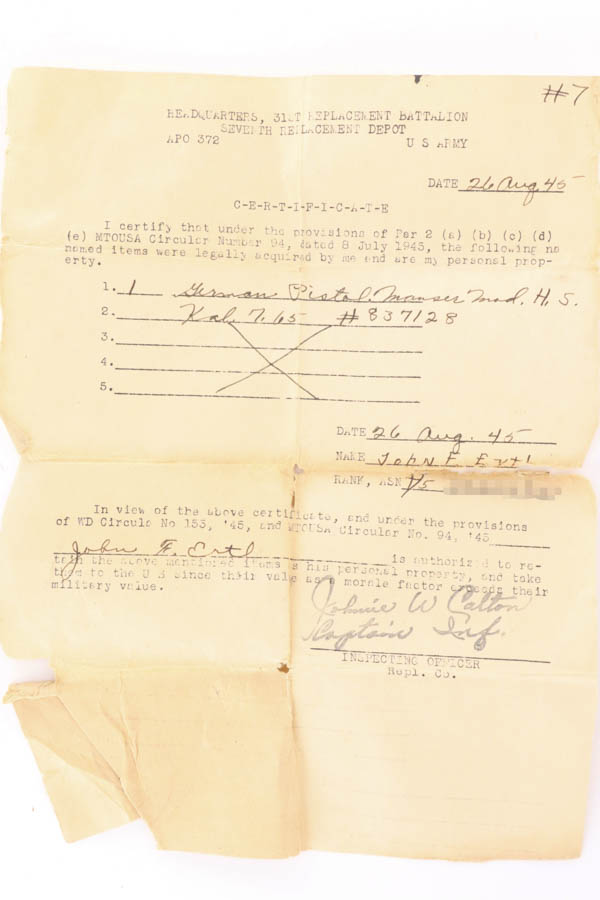 #7
HEADQUARTERS, 31ST REPLACEMENT BATTALION
SEVENTH REPLACEMENT DEPOT
APO 372 U S ARMY
DATE 26 Aug 45
C-E-R-T-I-F-I-C-A-T-E
I certify that under the provisions of Par 2 (a) (b) (c) (d)
(e) MTOUSA Circular Number 94, dated 8 July 1945, the following na
named items were legally acquired by me and are my personal prop-
erty.
1. 1 German Pistol Mauser Mod. H. S.
2. Kal. 7.65 #837128
3.
4.
5.
DATE 26 Aug. 45
NAME John F. Ertl
RANK, ASN T/5
In view of the above certificate, and under the provisions
of WD Circula No 153, '45, and MTOUSA Circular No. 94, '45
John F. Ertl is authorized to re-
tain the above mentioned items as his personal property, and take
them to the U S since their value as a morale factor exceeds their
military value.
Johnie W Calton
Captain Inf.
INSPECTING OFFICER
Repl. Co.